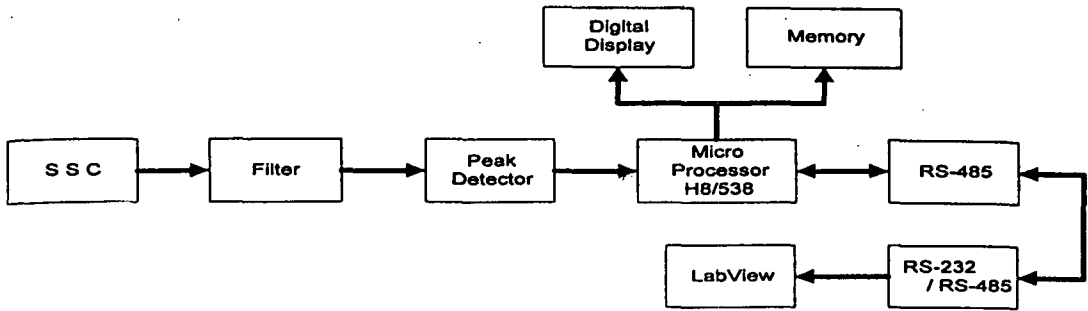 Digital
Display
Memory
S S C
Filter
Peak
Detector
Micro
Processor
H8/538
RS-485
LabView
RS-232
/ RS-485